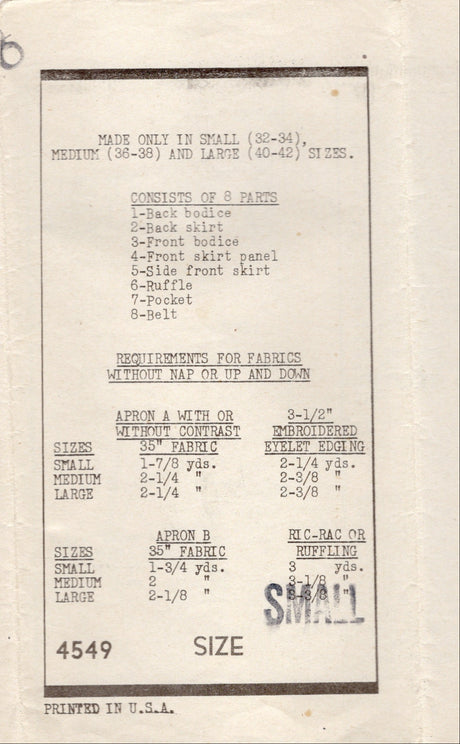 MADE ONLY IN SMALL (32-34),
MEDIUM (36-38) AND LARGE (40-42) SIZES.
CONSISTS OF 8 PARTS
1-Back bodice
2-Back skirt
3-Front bodice
4-Front skirt panel
5-Side front skirt
6-Ruffle
7-Pocket
8-Belt
REQUIREMENTS FOR FABRICS
WITHOUT NAP OR UP AND DOWN
APRON A WITH OR 3-1/2"
WITHOUT CONTRAST EMBROIDERED
SIZES 35" FABRIC EYELET EDGING
SMALL 1-7/8 yds. 2-1/4 yds.
MEDIUM 2-1/4 " 2-3/8 "
LARGE 2-1/4 " 2-3/8 "
APRON B RIC-RAC OR
SIZES 35" FABRIC RUFFLING
SMALL 1-3/4 yds. 3 yds.
MEDIUM 2 " 3-1/8 "
LARGE 2-1/8 " 3-3/8 "
SMALL
4549 SIZE
PRINTED IN U.S.A.